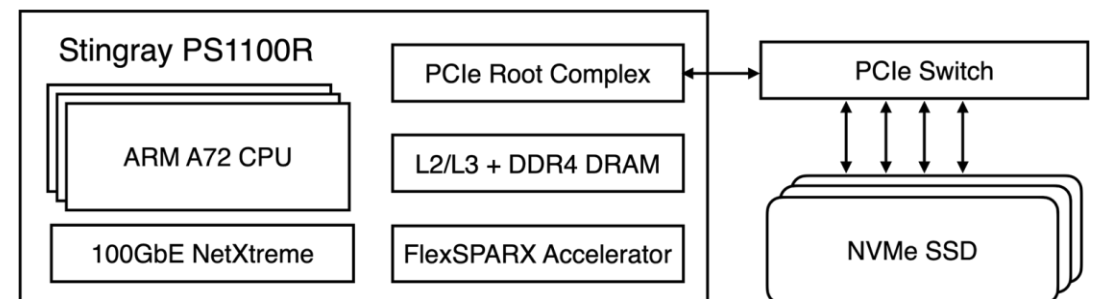 Stingray PS1100R
PCIe Root Complex
PCIe Switch
ARM A72 CPU
L2/L3 + DDR4 DRAM
100GbE NetXtreme
FlexSPARX Accelerator
NVMe SSD